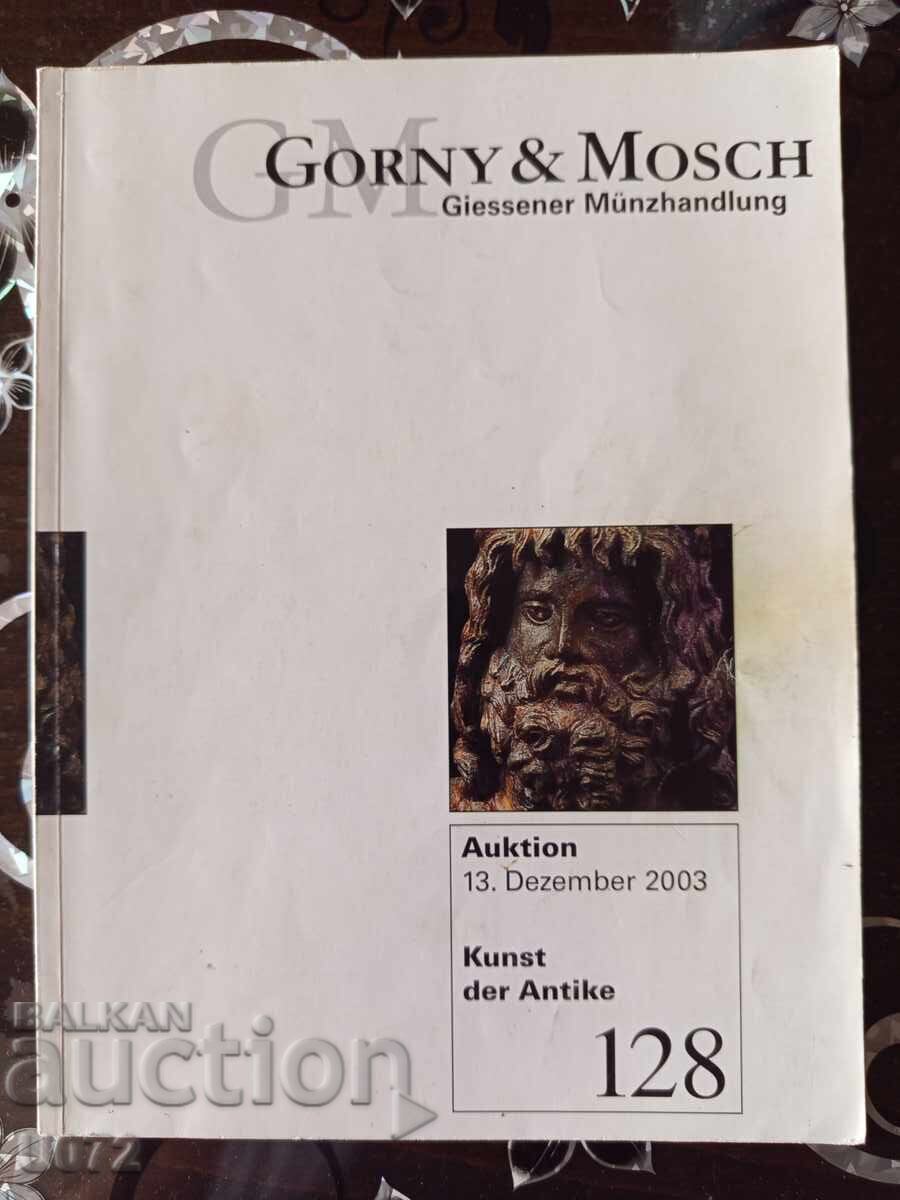 GM
GORNY & MOSCH
Giessener Münzhandlung
Auktion
13. Dezember 2003
Kunst
der Antike
128
BALKAN
auction